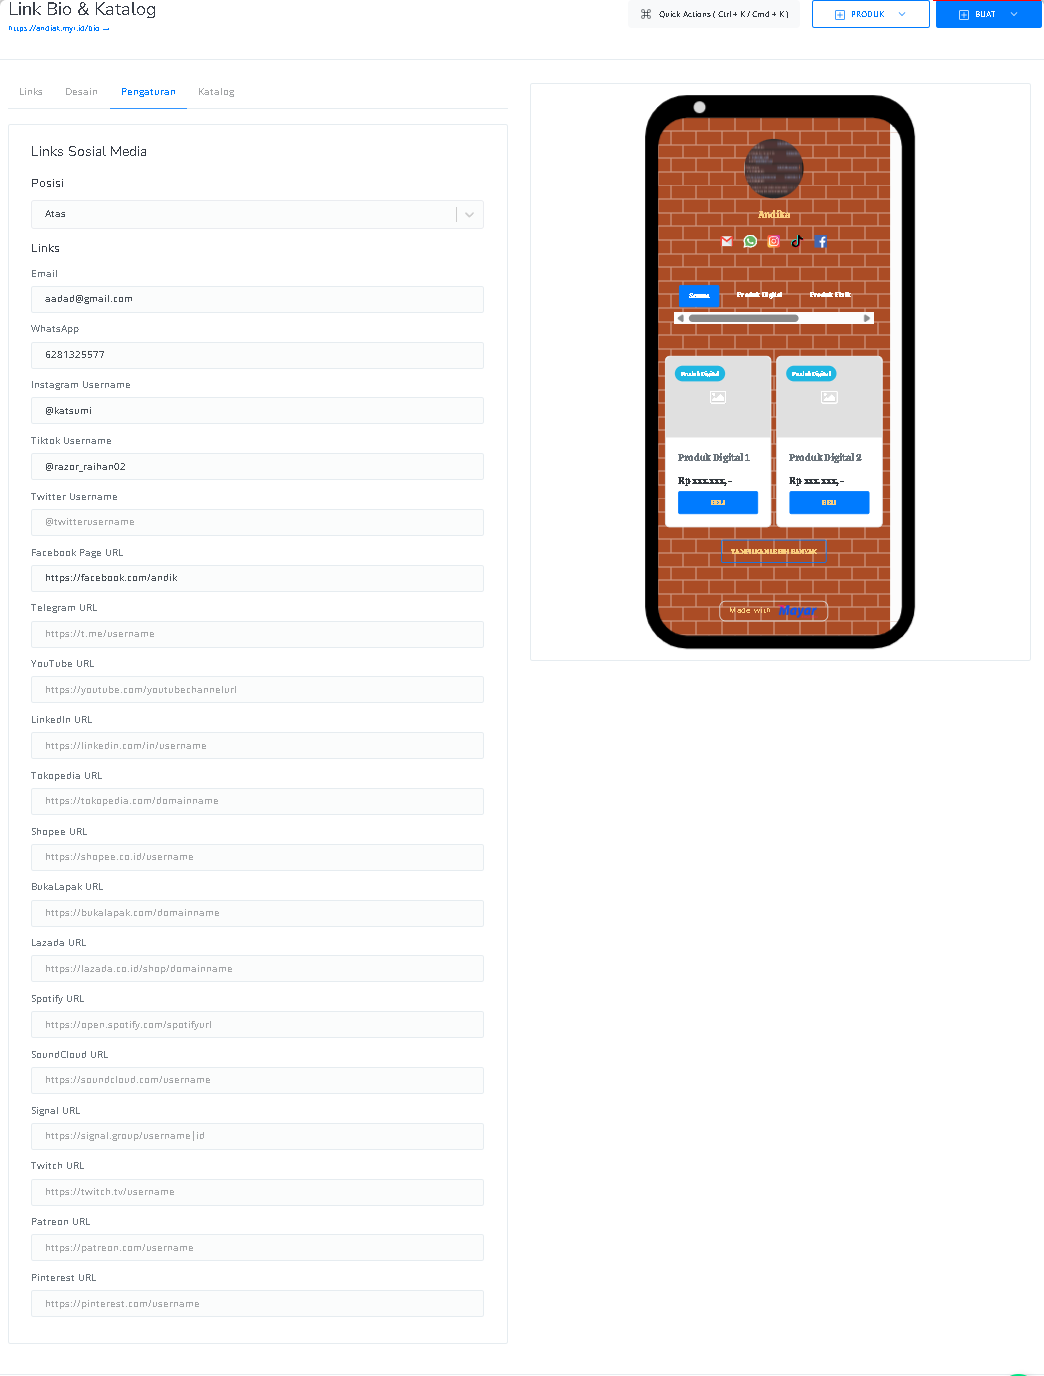 Link Bio & Katalog
https://andiak.myr.id/bio →
Quick Actions ( Ctrl + K / Cmd + K )
PRODUK
BUAT
Links
Desain
Pengaturan
Katalog
Links Sosial Media
Posisi
Atas
Links
Email
aadad@gmail.com
WhatsApp
6281325577
Instagram Username
@katsumi
Tiktok Username
@razor_raihan02
Twitter Username
@twitterusername
Facebook Page URL
https://facebook.com/andik
Telegram URL
https://t.me/username
YouTube URL
https://youtube.com/youtubechannelurl
LinkedIn URL
https://linkedin.com/in/username
Tokopedia URL
https://tokopedia.com/domainname
Shopee URL
https://shopee.co.id/username
BukaLapak URL
https://bukalapak.com/domainname
Lazada URL
https://lazada.co.id/shop/domainname
Spotify URL
https://open.spotify.com/spotifyurl
SoundCloud URL
https://soundcloud.com/username
Signal URL
https://signal.group/username|id
Twitch URL
https://twitch.tv/username
Patreon URL
https://patreon.com/username
Pinterest URL
https://pinterest.com/username
Andika
Semua
Produk Digital
Produk Fisik
Produk Digital
Produk Digital
Produk Digital 1
Produk Digital 2
Rp xxx.xxx,-
Rp xxx.xxx,-
BELI
BELI
TAMPILKAN LEBIH BANYAK
Made with Mayar